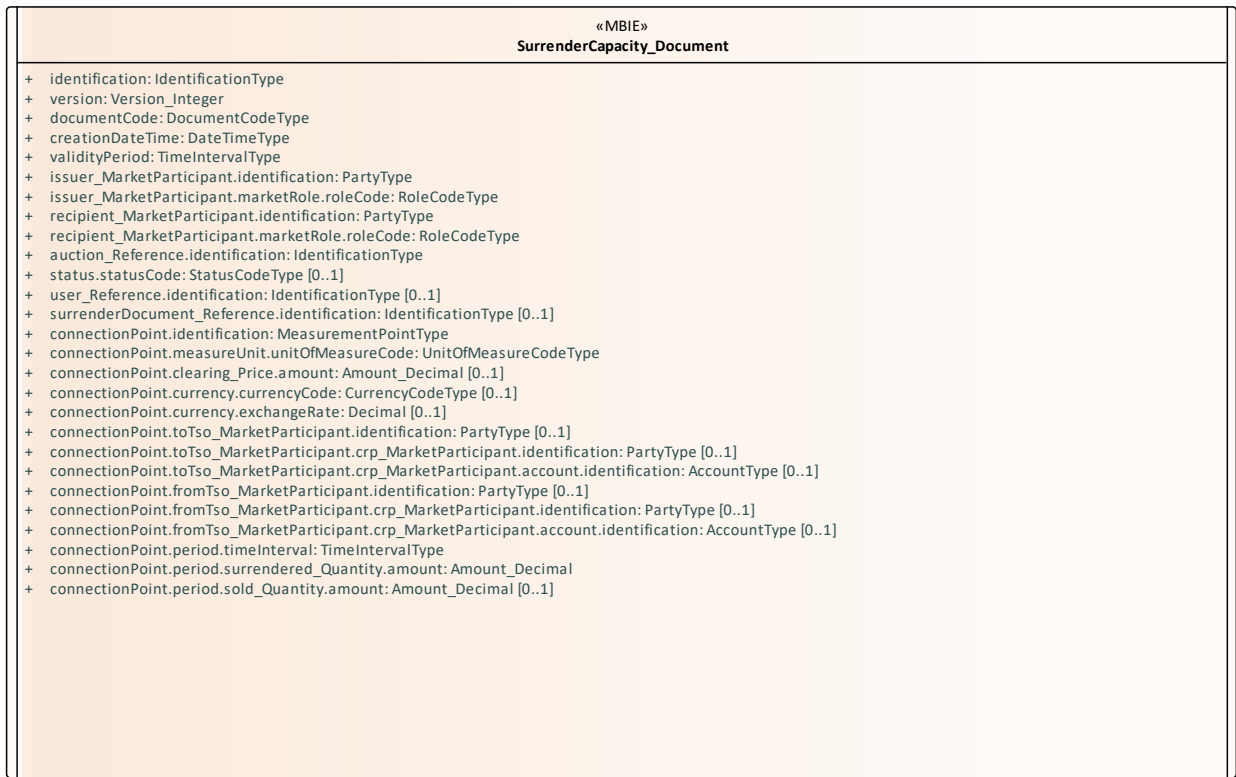 «MBIE»
SurrenderCapacity_Document
+ identification: IdentificationType
+ version: Version_Integer
+ documentCode: DocumentCodeType
+ creationDateTime: DateTimeType
+ validityPeriod: TimeIntervalType
+ issuer_MarketParticipant.identification: PartyType
+ issuer_MarketParticipant.marketRole.roleCode: RoleCodeType
+ recipient_MarketParticipant.identification: PartyType
+ recipient_MarketParticipant.marketRole.roleCode: RoleCodeType
+ auction_Reference.identification: IdentificationType
+ status.statusCode: StatusCodeType [0..1]
+ user_Reference.identification: IdentificationType [0..1]
+ surrenderDocument_Reference.identification: IdentificationType [0..1]
+ connectionPoint.identification: MeasurementPointType
+ connectionPoint.measureUnit.unitOfMeasureCode: UnitOfMeasureCodeType
+ connectionPoint.clearing_Price.amount: Amount_Decimal [0..1]
+ connectionPoint.currency.currencyCode: CurrencyCodeType [0..1]
+ connectionPoint.currency.exchangeRate: Decimal [0..1]
+ connectionPoint.toTso_MarketParticipant.identification: PartyType [0..1]
+ connectionPoint.toTso_MarketParticipant.crp_MarketParticipant.identification: PartyType [0..1]
+ connectionPoint.toTso_MarketParticipant.crp_MarketParticipant.account.identification: AccountType [0..1]
+ connectionPoint.fromTso_MarketParticipant.identification: PartyType [0..1]
+ connectionPoint.fromTso_MarketParticipant.crp_MarketParticipant.identification: PartyType [0..1]
+ connectionPoint.fromTso_MarketParticipant.crp_MarketParticipant.account.identification: AccountType [0..1]
+ connectionPoint.period.timeInterval: TimeIntervalType
+ connectionPoint.period.surrendered_Quantity.amount: Amount_Decimal
+ connectionPoint.period.sold_Quantity.amount: Amount_Decimal [0..1]